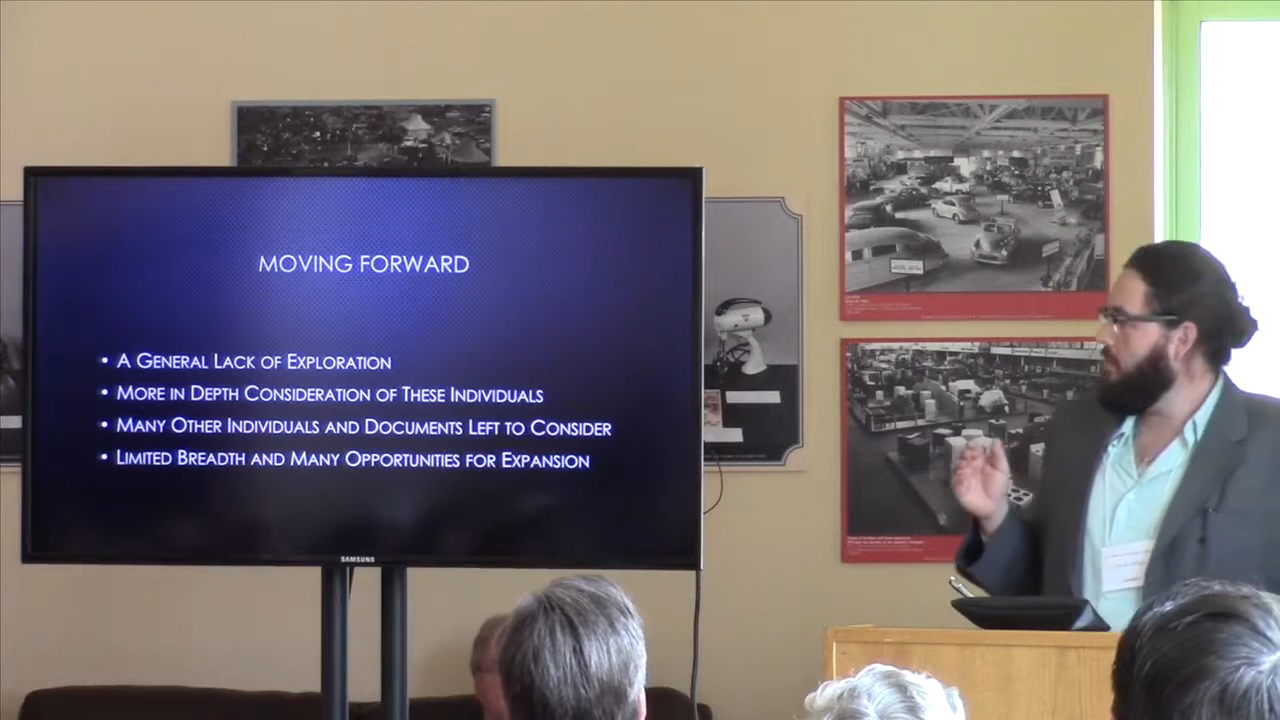 MOVING FORWARD
• A GENERAL LACK OF EXPLORATION
• MORE IN DEPTH CONSIDERATION OF THESE INDIVIDUALS
• MANY OTHER INDIVIDUALS AND DOCUMENTS LEFT TO CONSIDER
• LIMITED BREADTH AND MANY OPPORTUNITIES FOR EXPANSION
SAMSUNG